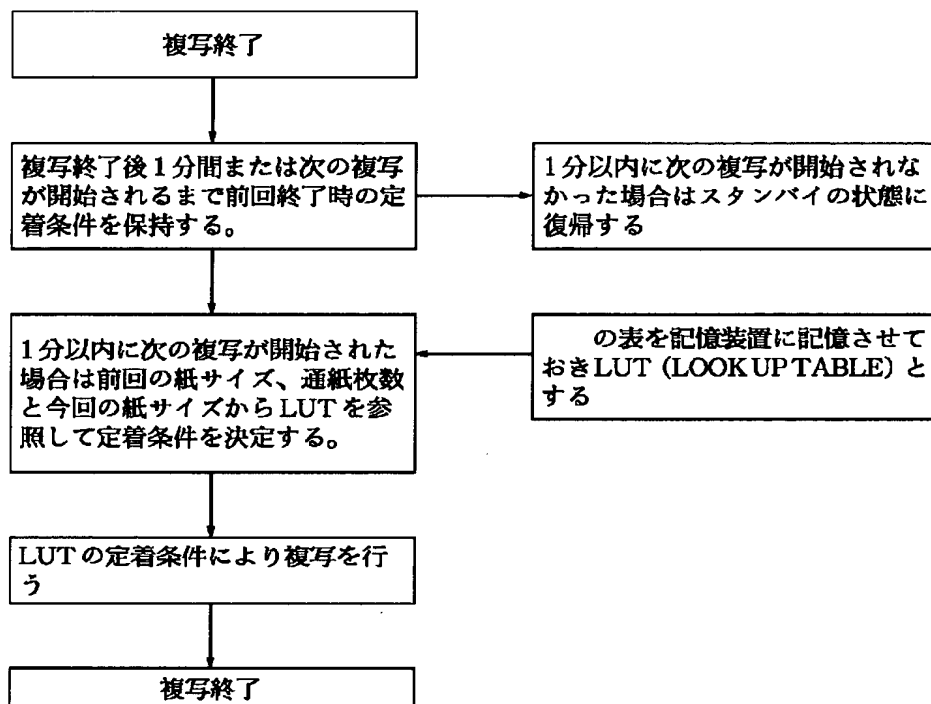 複写終了
複写終了後1分間または次の複写
が開始されるまで前回終了時の定
着条件を保持する。
1分以内に次の複写が開始されな
かった場合はスタンバイの状態に
復帰する
1分以内に次の複写が開始された
場合は前回の紙サイズ、通紙枚数
と今回の紙サイズからLUTを参
照して定着条件を決定する。
の表を記憶装置に記憶させて
おきLUT(LOOK UP TABLE)と
する
LUTの定着条件により複写を行
う
複写終了